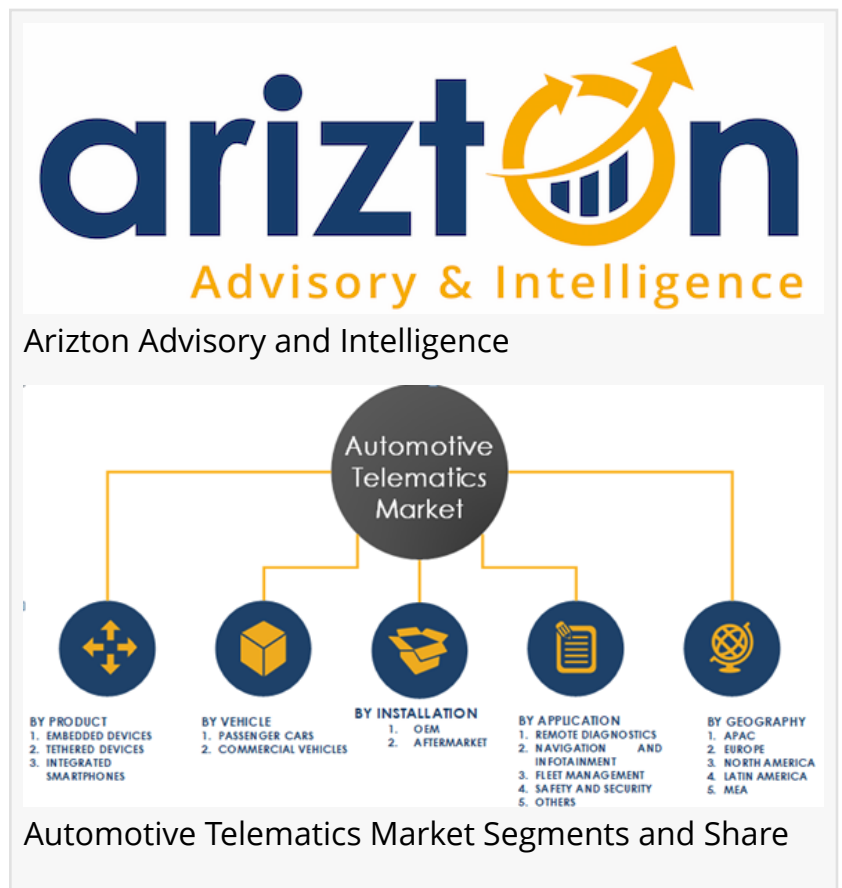 arizton
Advisory & Intelligence
Arizton Advisory and Intelligence
Automotive
Telematics
Market
BY PRODUCT
1. EMBEDDED DEVICES
2. TETHERED DEVICES
3. INTEGRATED
SMARTPHONES
BY VEHICLE
1. PASSENGER CARS
2. COMMERCIAL VEHICLES
BY INSTALLATION
1. OEM
2. AFTERMARKET
BY APPLICATION
1. REMOTE DIAGNOSTICS
2. NAVIGATION AND
INFOTAINMENT
3. FLEET MANAGEMENT
4. SAFETY AND SECURITY
5. OTHERS
BY GEOGRAPHY
1. APAC
2. EUROPE
3. NORTH AMERICA
4. LATIN AMERICA
5. MEA
Automotive Telematics Market Segments and Share